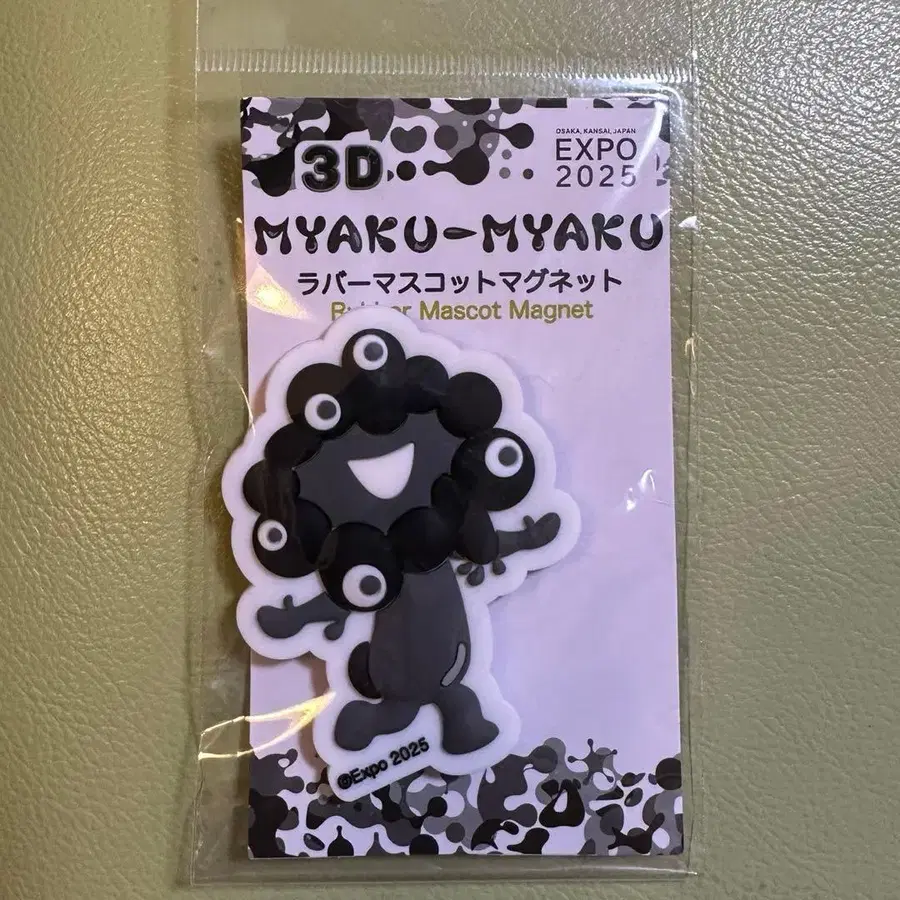 3D
OSAKA, KANSAI, JAPAN
EXPO
2025
MYAKU-MYAKU
ラバーマスコットマグネット
Rubber Mascot Magnet
©Expo 2025